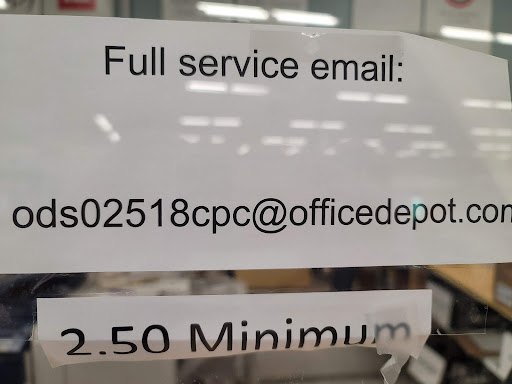 Full service email:
ods02518cpc@officedepot.com
2.50 Minimum